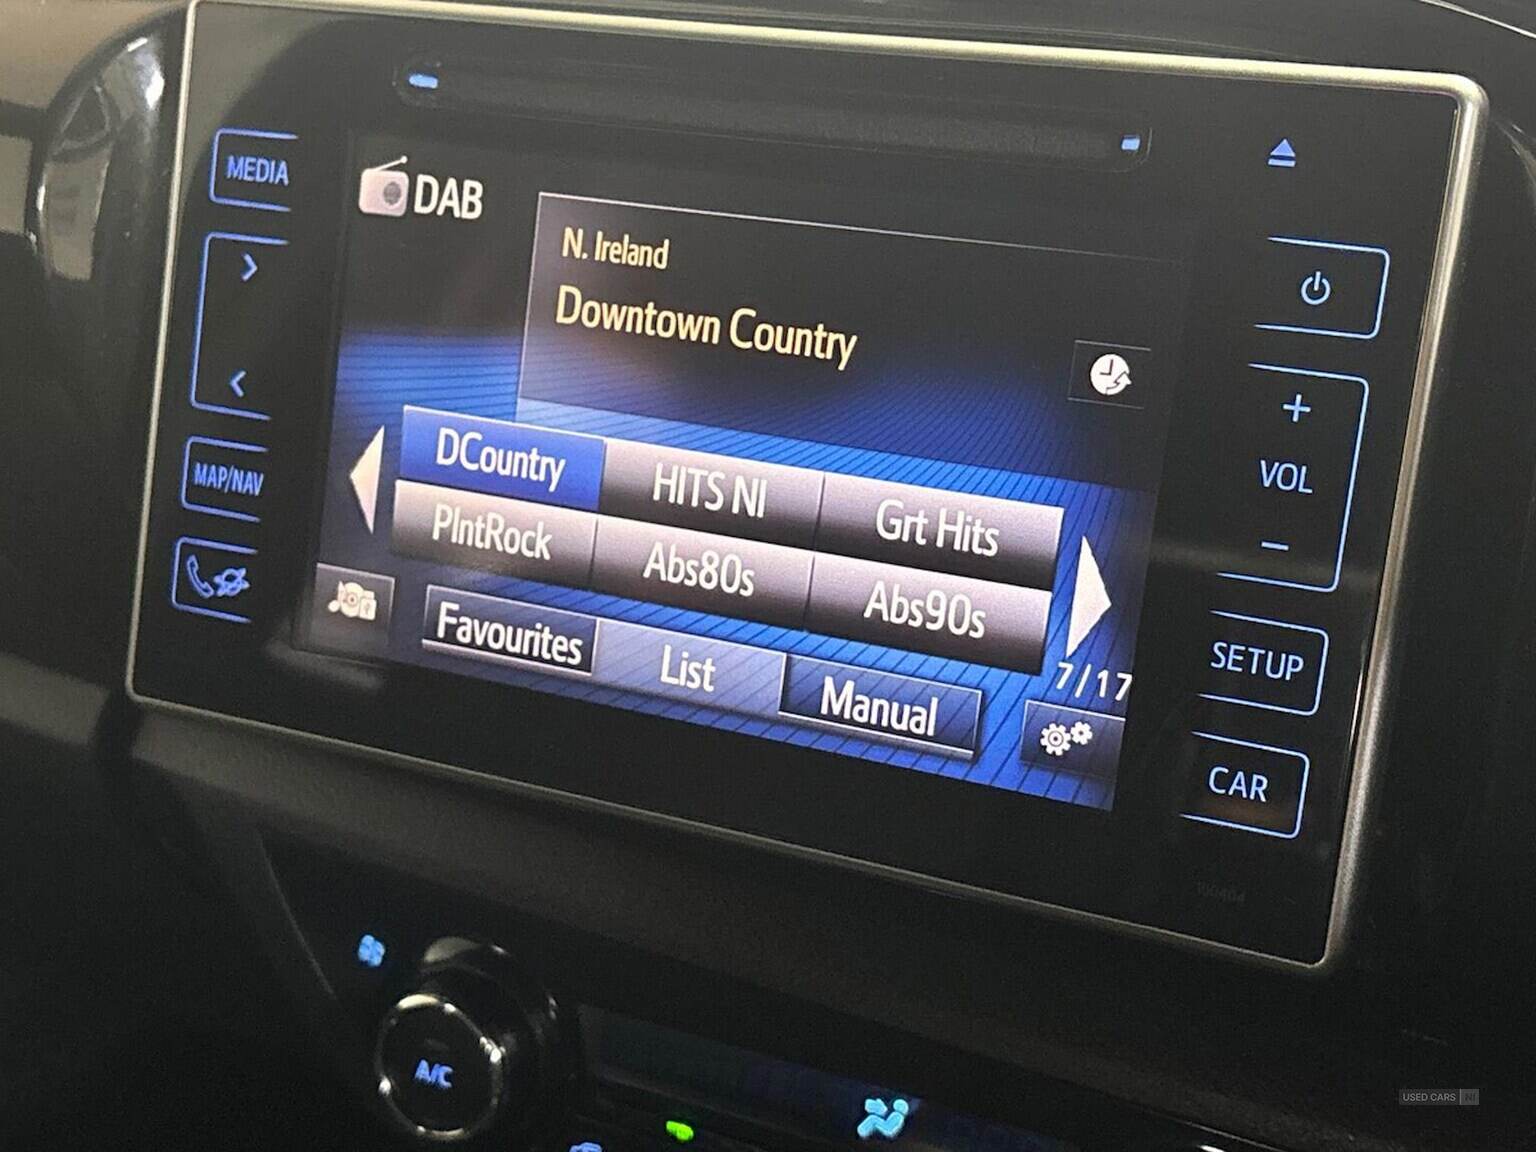 MEDIA
DAB
N. Ireland
Downtown Country
DCountry
HITS NI
Grt Hits
PlntRock
Abs80s
Abs90s
Favourites
List
Manual
7/17
MAP/NAV
VOL
SETUP
CAR
A/C
USED CARS NI